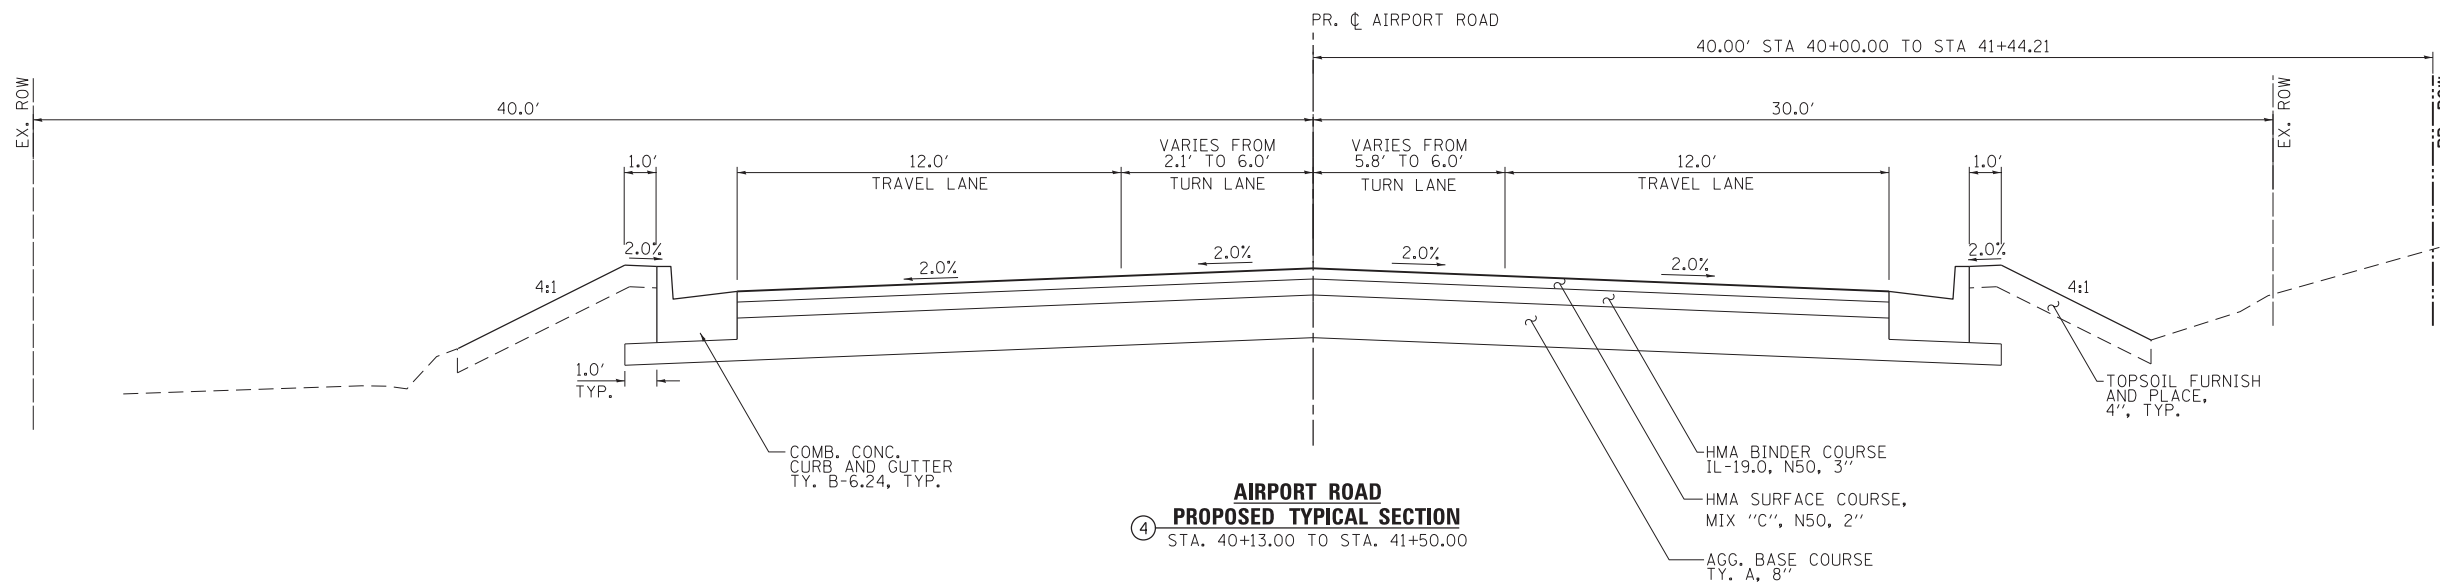 PR. ℄ AIRPORT ROAD
40.00' STA 40+00.00 TO STA 41+44.21
EX. ROW
40.0'
30.0'
EX. ROW
PR. ROW
1.0'
12.0'
TRAVEL LANE
VARIES FROM
2.1' TO 6.0'
TURN LANE
VARIES FROM
5.8' TO 6.0'
TURN LANE
12.0'
TRAVEL LANE
1.0'
2.0%
2.0%
2.0%
2.0%
2.0%
2.0%
4:1
4:1
1.0'
TYP.
COMB. CONC.
CURB AND GUTTER
TY. B-6.24, TYP.
TOPSOIL FURNISH
AND PLACE,
4", TYP.
HMA BINDER COURSE
IL-19.0, N50, 3"
HMA SURFACE COURSE,
MIX "C", N50, 2"
AGG. BASE COURSE
TY. A, 8"
AIRPORT ROAD
4 PROPOSED TYPICAL SECTION
STA. 40+13.00 TO STA. 41+50.00